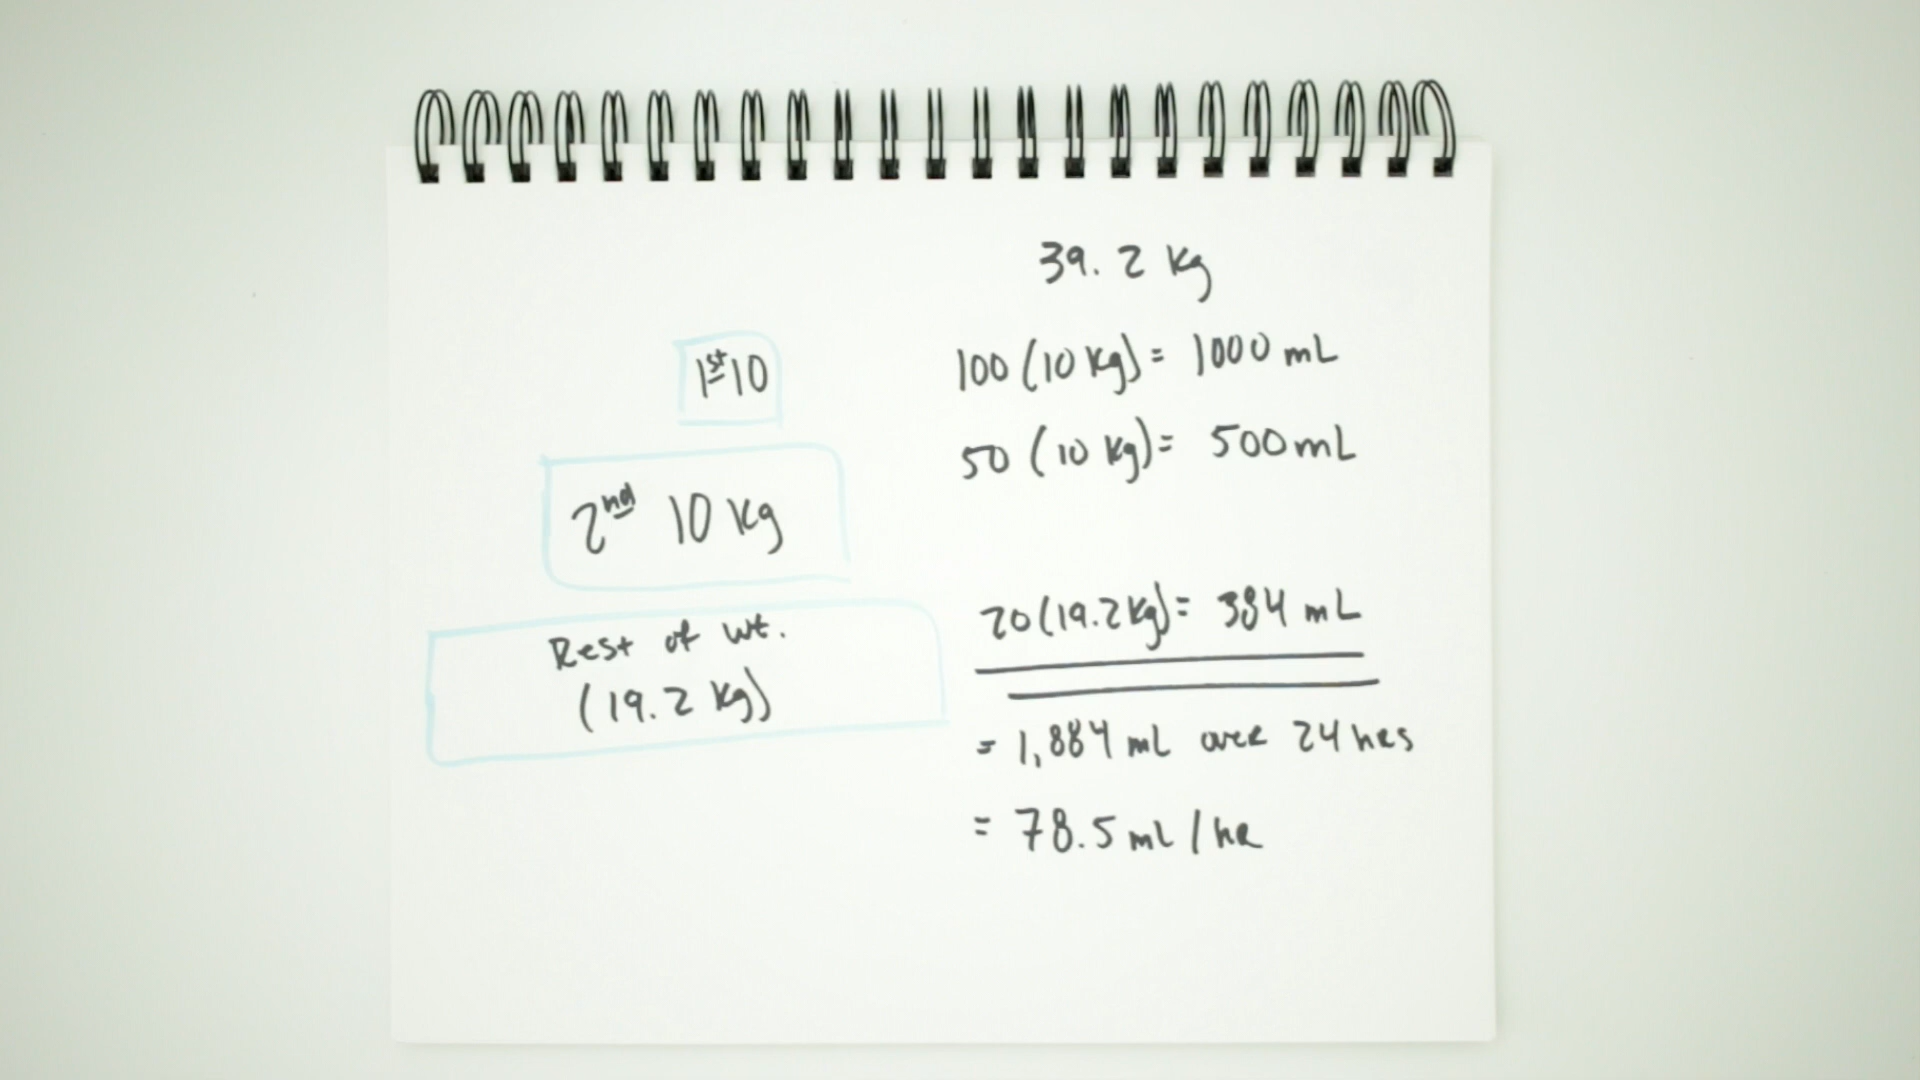 39.2 kg
1st 10
100 (10 kg) = 1000 mL
2nd 10 kg
50 (10 kg) = 500 mL
Rest of wt.
(19.2 kg)
20 (19.2 kg) = 384 mL
= 1,884 mL over 24 hrs
= 78.5 mL / hr